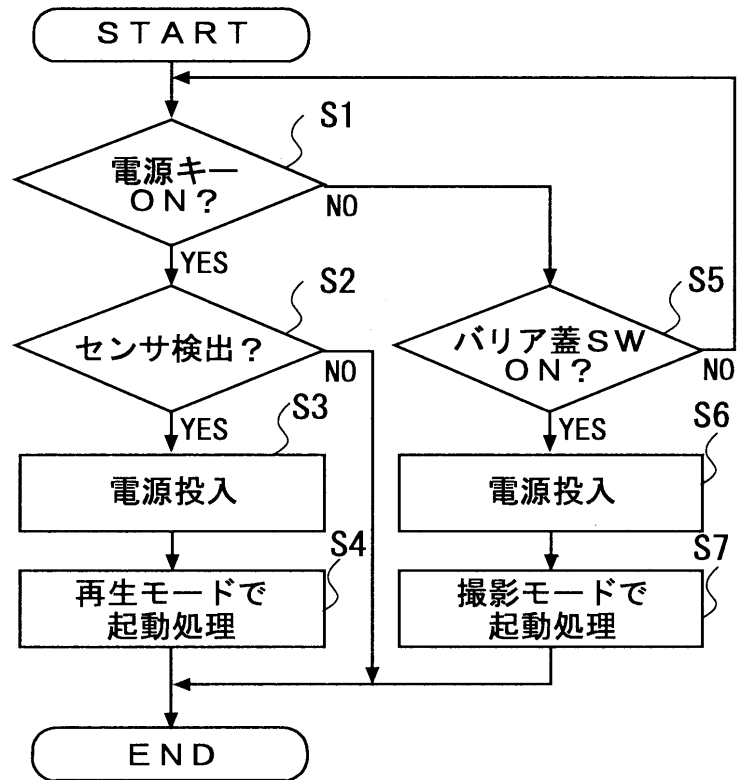 START
S1
電源キー
ON?
NO
YES
S2
センサ検出?
NO
YES
S3
電源投入
S4
再生モードで
起動処理
S5
バリア蓋SW
ON?
NO
YES
S6
電源投入
S7
撮影モードで
起動処理
END